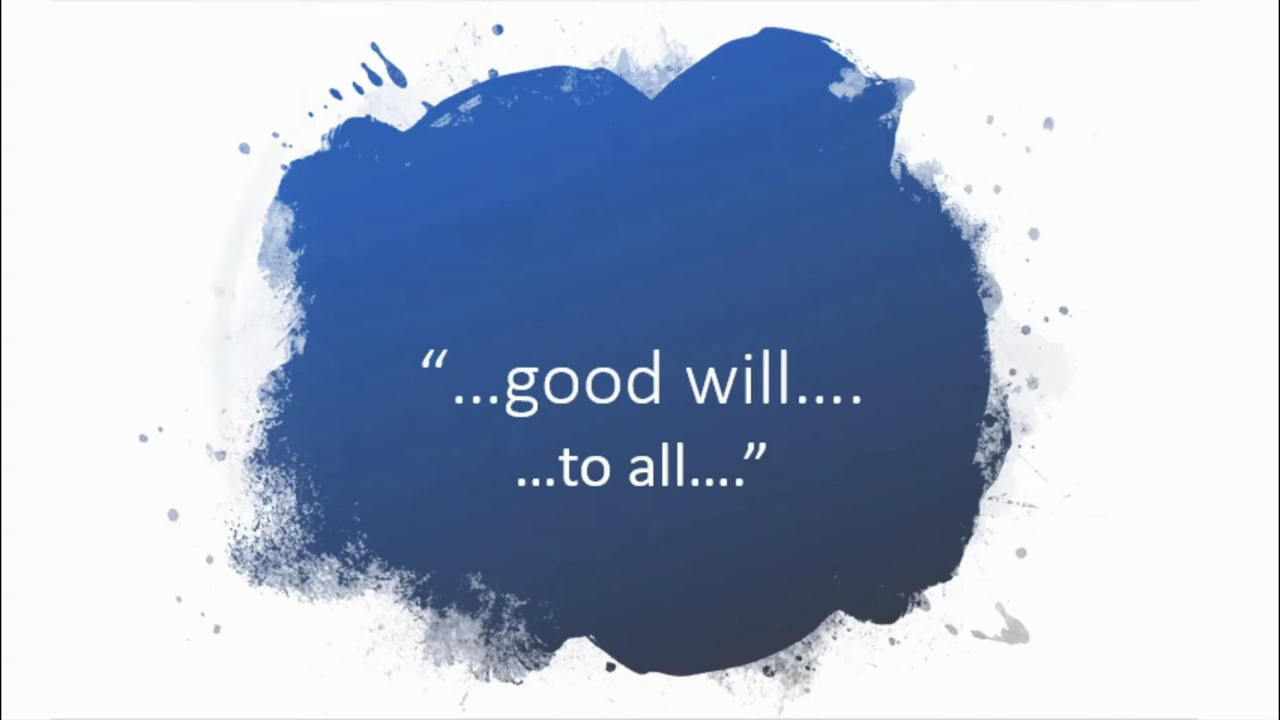 “…good will….
…to all….”